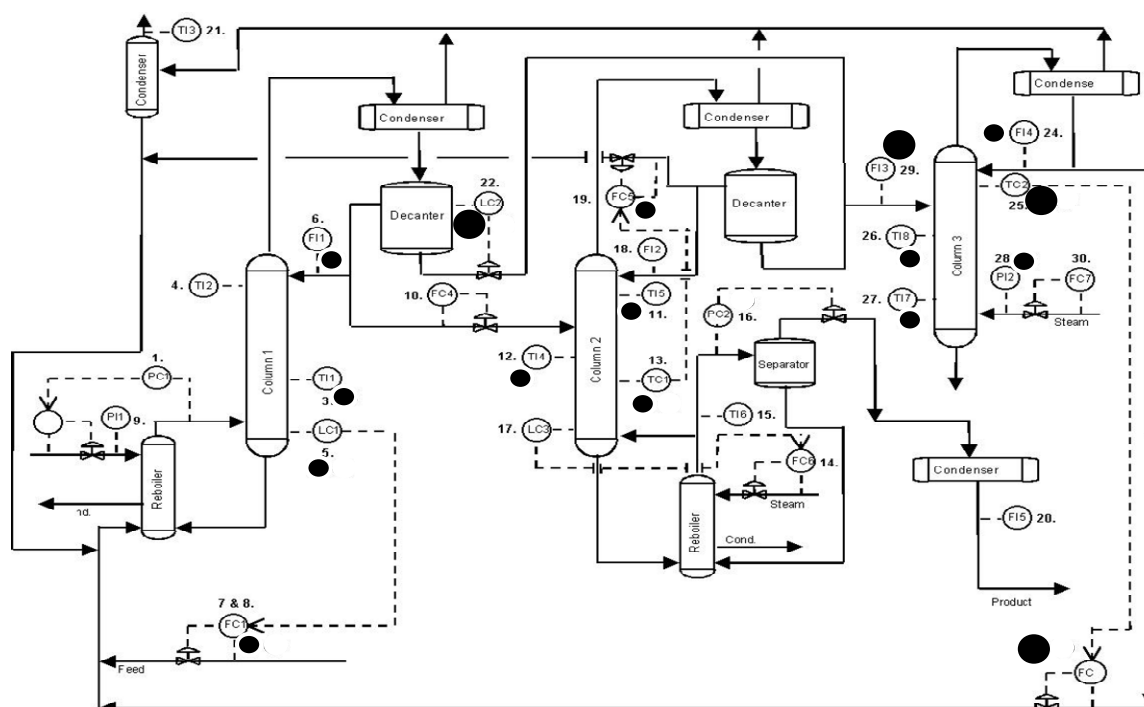 TI3 21.
Condenser
Condenser
Condenser
Condense
FI4 24.
FI3
29.
TC2
25.
22.
LC2
Decanter
19. FC5
Decanter
6.
FI1
18. FI2
26. TI8
Column 3
28
PI2
30.
FC7
Steam
27. TI7
4. TI2
10. FC4
TI5
11.
PC2
16.
Column 1
Column 2
12. TI4
13.
TC1
Separator
1.
PC1
TI1
3.
PI1 9.
LC1
5.
17. LC3
TI6 15.
FC6 14.
Steam
Reboiler
nd.
Reboiler
Cond.
Condenser
FI5 20.
Product
7 & 8.
FC1
Feed
FC